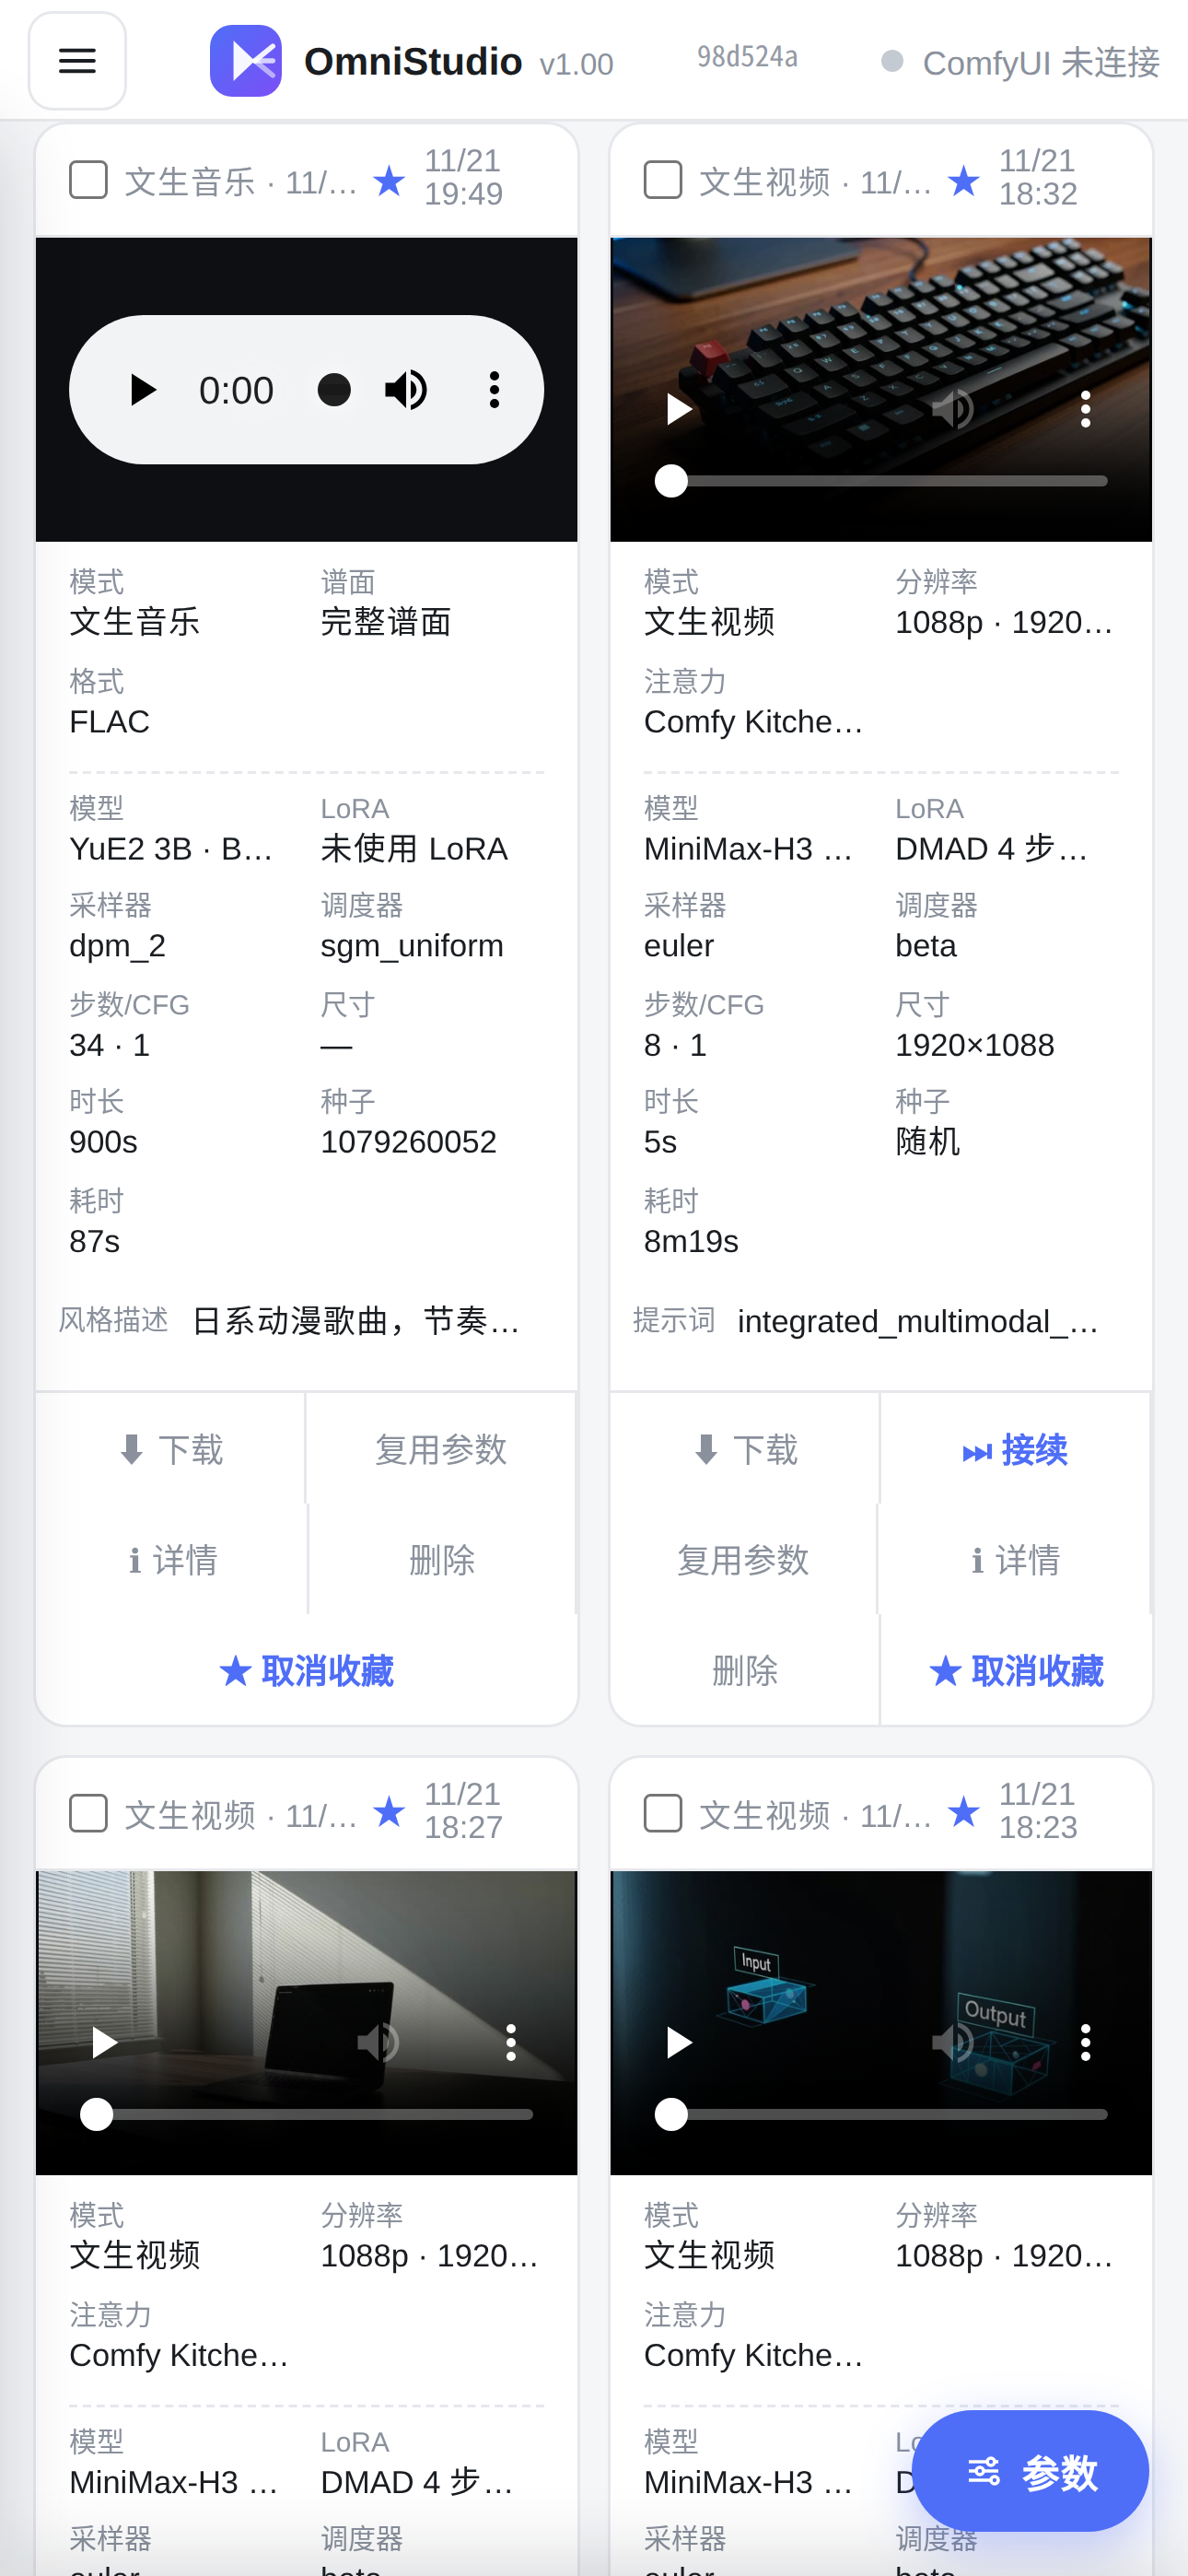 OmniStudio v1.00 98d524a ComfyUI 未连接
文生音乐 · 11/… ★ 11/21 19:49
0:00
模式 谱面
文生音乐 完整谱面
格式
FLAC
模型 LoRA
YuE2 3B · B… 未使用 LoRA
采样器 调度器
dpm_2 sgm_uniform
步数/CFG 尺寸
34 · 1 —
时长 种子
900s 1079260052
耗时
87s
风格描述 日系动漫歌曲，节奏…
⬇ 下载 复用参数
ℹ 详情 删除
★ 取消收藏
文生视频 · 11/… ★ 11/21 18:32
模式 分辨率
文生视频 1088p · 1920…
注意力
Comfy Kitche…
模型 LoRA
MiniMax-H3 … DMAD 4 步…
采样器 调度器
euler beta
步数/CFG 尺寸
8 · 1 1920×1088
时长 种子
5s 随机
耗时
8m19s
提示词 integrated_multimodal_…
⬇ 下载 ⏭ 接续
复用参数 ℹ 详情
删除 ★ 取消收藏
文生视频 · 11/… ★ 11/21 18:27
模式 分辨率
文生视频 1088p · 1920…
注意力
Comfy Kitche…
模型 LoRA
MiniMax-H3 … DMAD 4 步…
采样器 调度器
euler beta
文生视频 · 11/… ★ 11/21 18:23
Input
Output
模式 分辨率
文生视频 1088p · 1920…
注意力
Comfy Kitche…
模型
MiniMax-H3 …
采样器 调度器
beta
参数